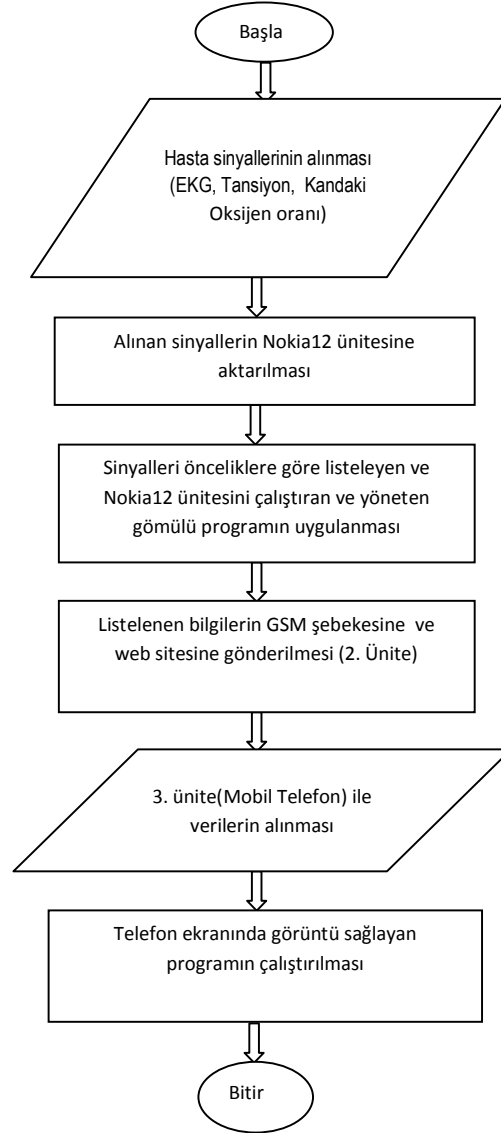 Başla
Hasta sinyallerinin alınması
(EKG, Tansiyon, Kandaki
Oksijen oranı)
Alınan sinyallerin Nokia12 ünitesine
aktarılması
Sinyalleri önceliklere göre listeleyen ve
Nokia12 ünitesini çalıştıran ve yöneten
gömülü programın uygulanması
Listelenen bilgilerin GSM şebekesine ve
web sitesine gönderilmesi (2. Ünite)
3. ünite(Mobil Telefon) ile
verilerin alınması
Telefon ekranında görüntü sağlayan
programın çalıştırılması
Bitir